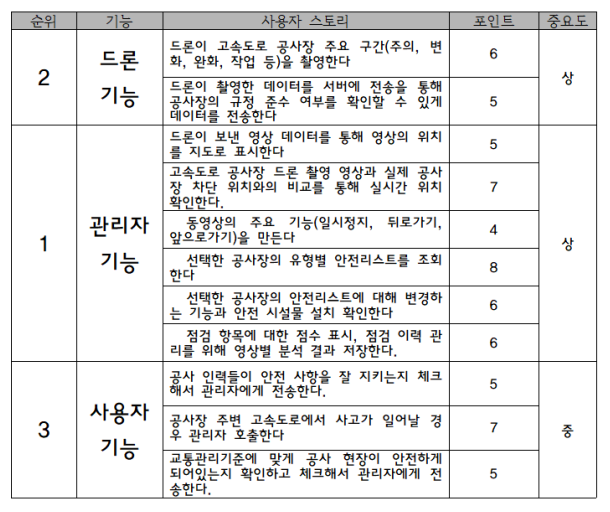 순위 기능 사용자 스토리 포인트 중요도
2 드론 기능 상
드론이 고속도로 공사장 주요 구간(주의, 변
화, 완화, 작업 등)을 촬영한다 6
드론이 촬영한 데이터를 서버에 전송을 통해
공사장의 규정 준수 여부를 확인할 수 있게
데이터를 전송한다 5
1 관리자 기능 상
드론이 보낸 영상 데이터를 통해 영상의 위치
를 지도로 표시한다 5
고속도로 공사장 드론 촬영 영상과 실제 공사
장 차단 위치와의 비교를 통해 실시간 위치
확인한다. 7
동영상의 주요 기능(일시정지, 뒤로가기,
앞으로가기)을 만든다 4
선택한 공사장의 유형별 안전리스트를 조회
한다 8
선택한 공사장의 안전리스트에 대해 변경하
는 기능과 안전 시설물 설치 확인한다 6
점검 항목에 대한 점수 표시, 점검 이력 관
리를 위해 영상별 분석 결과 저장한다. 6
3 사용자 기능 중
공사 인력들이 안전 사항을 잘 지키는지 체크
해서 관리자에게 전송한다. 5
공사장 주변 고속도로에서 사고가 일어날 경
우 관리자 호출한다 7
교통관리기준에 맞게 공사 현장이 안전하게
되어있는지 확인하고 체크해서 관리자에게 전
송한다. 5